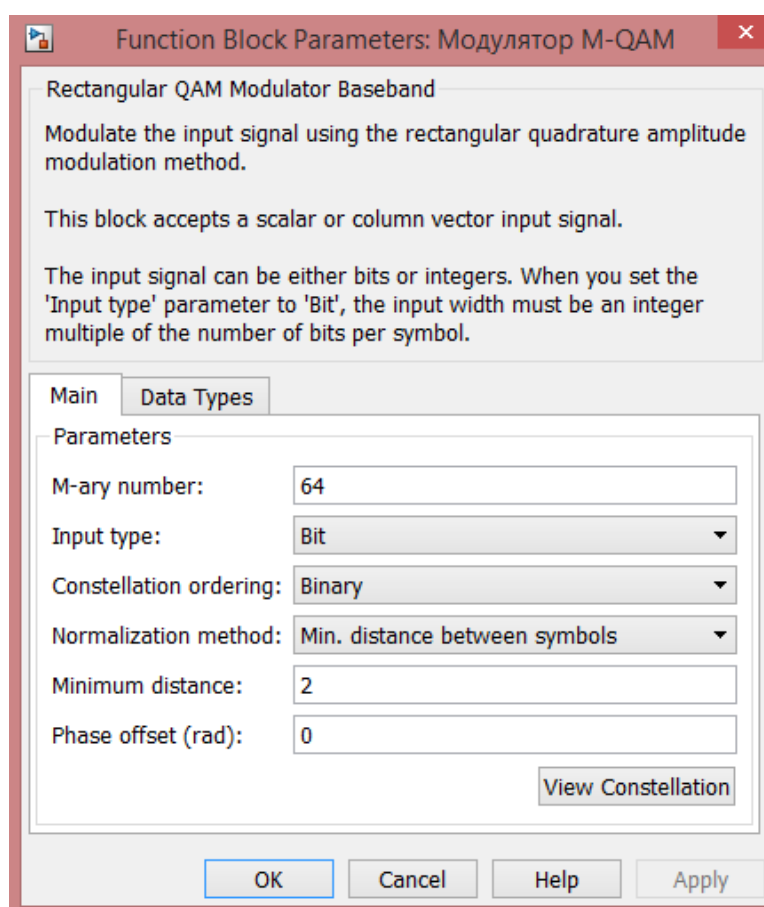 Function Block Parameters: Модулятор M-QAM
Rectangular QAM Modulator Baseband
Modulate the input signal using the rectangular quadrature amplitude
modulation method.
This block accepts a scalar or column vector input signal.
The input signal can be either bits or integers. When you set the
'Input type' parameter to 'Bit', the input width must be an integer
multiple of the number of bits per symbol.
Main Data Types
Parameters
M-ary number: 64
Input type: Bit
Constellation ordering: Binary
Normalization method: Min. distance between symbols
Minimum distance: 2
Phase offset (rad): 0
View Constellation
OK Cancel Help Apply